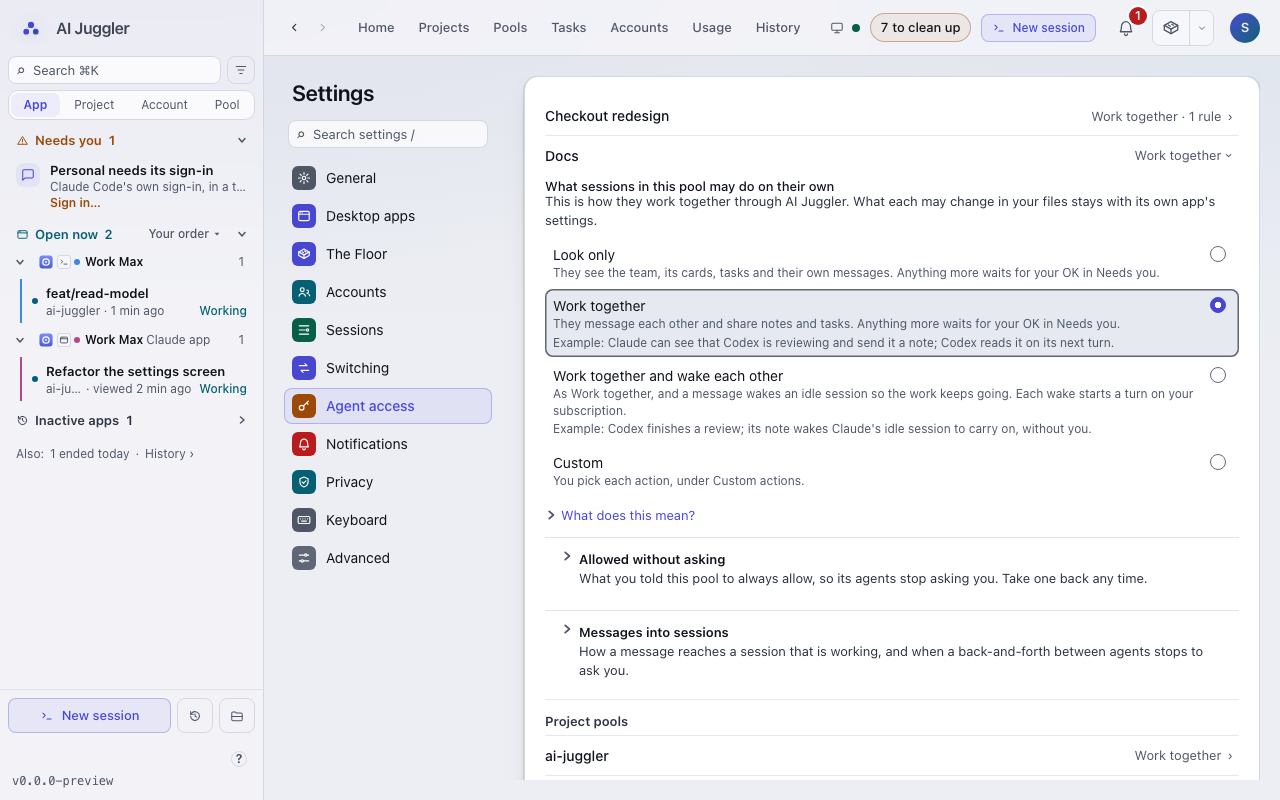 AI Juggler
Search ⌘K
App Project Account Pool
Needs you 1
Personal needs its sign-in
Claude Code's own sign-in, in a t…
Sign in…
Open now 2 Your order
Work Max 1
feat/read-model
ai-juggler · 1 min ago Working
Work Max Claude app 1
Refactor the settings screen
ai-ju… · viewed 2 min ago Working
Inactive apps 1
Also: 1 ended today · History ›
New session
?
v0.0.0-preview
Home Projects Pools Tasks Accounts Usage History
7 to clean up
New session
1
S
Settings
Search settings /
General
Desktop apps
The Floor
Accounts
Sessions
Switching
Agent access
Notifications
Privacy
Keyboard
Advanced
Checkout redesign Work together · 1 rule ›
Docs Work together
What sessions in this pool may do on their own
This is how they work together through AI Juggler. What each may change in your files stays with its own app's
settings.
Look only
They see the team, its cards, tasks and their own messages. Anything more waits for your OK in Needs you.
Work together
They message each other and share notes and tasks. Anything more waits for your OK in Needs you.
Example: Claude can see that Codex is reviewing and send it a note; Codex reads it on its next turn.
Work together and wake each other
As Work together, and a message wakes an idle session so the work keeps going. Each wake starts a turn on your
subscription.
Example: Codex finishes a review; its note wakes Claude's idle session to carry on, without you.
Custom
You pick each action, under Custom actions.
What does this mean?
Allowed without asking
What you told this pool to always allow, so its agents stop asking you. Take one back any time.
Messages into sessions
How a message reaches a session that is working, and when a back-and-forth between agents stops to
ask you.
Project pools
ai-juggler Work together ›